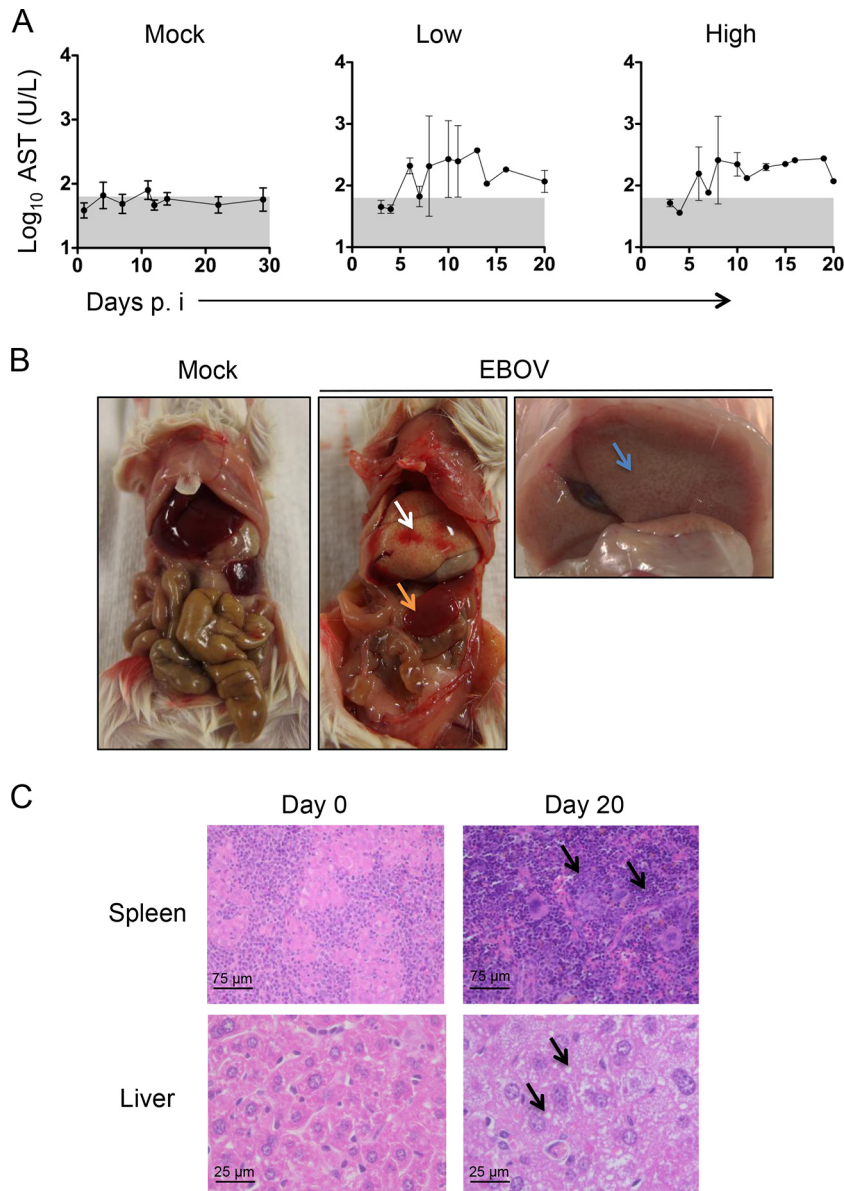 A
Mock Low High
Log10 AST (U/L)
4 4 4
3 3 3
2 2 2
1 1 1
0 10 20 30 0 5 10 15 20 0 5 10 15 20
Days p. i
B
Mock EBOV
C
Day 0 Day 20
Spleen
75 µm 75 µm
Liver
25 µm 25 µm